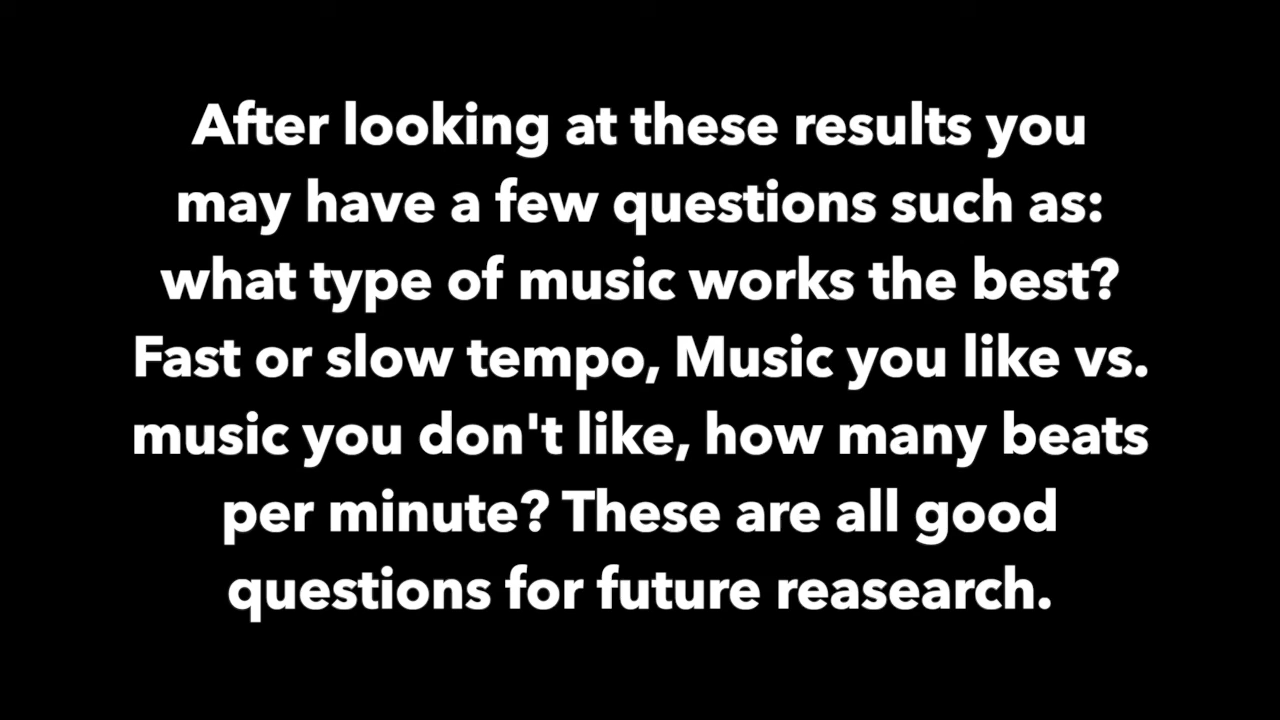 After looking at these results you
may have a few questions such as:
what type of music works the best?
Fast or slow tempo, Music you like vs.
music you don't like, how many beats
per minute? These are all good
questions for future reasearch.